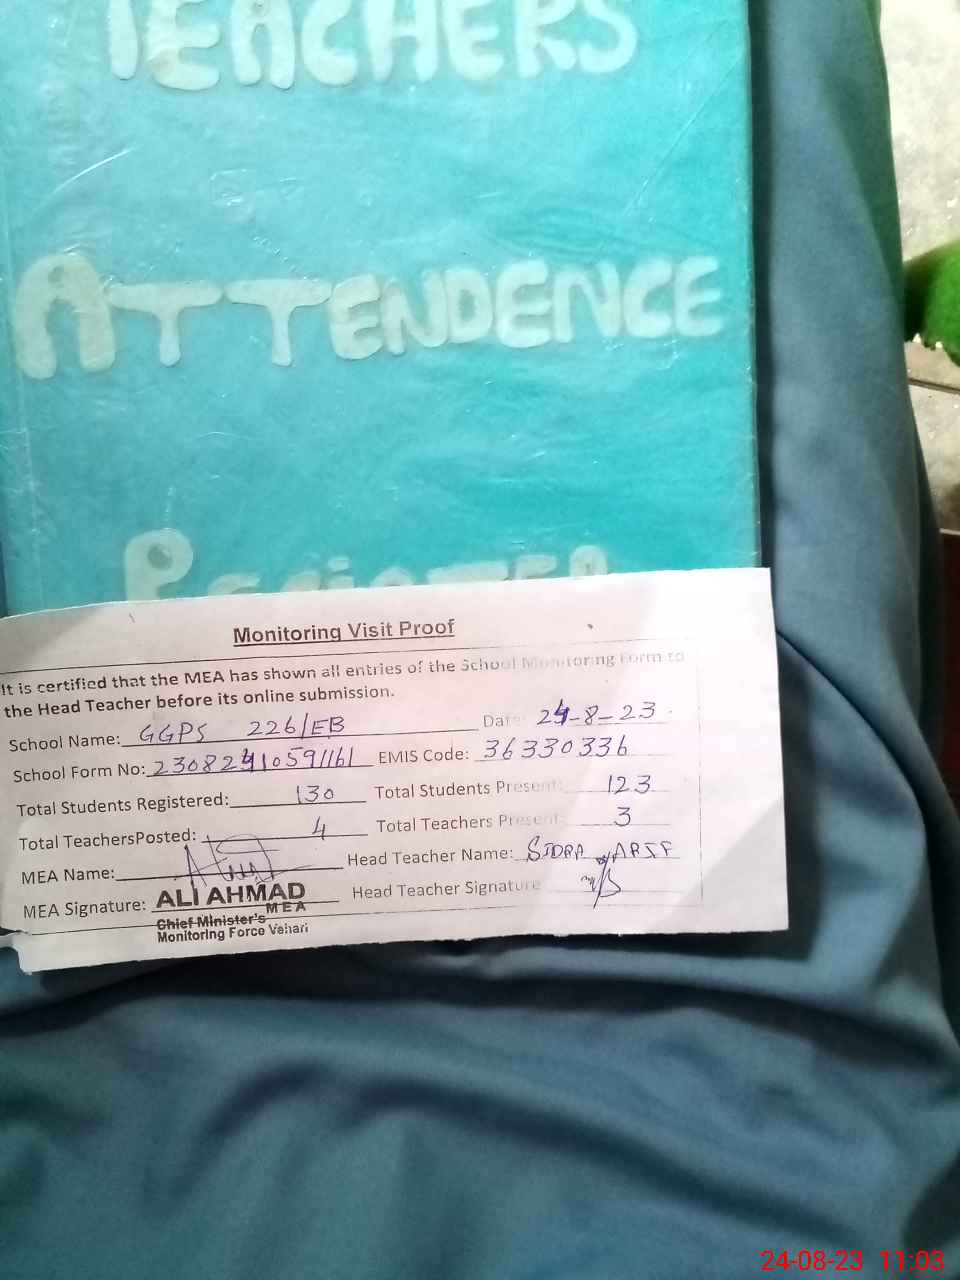 TEACHERS
ATTENDENCE
REGISTER
Monitoring Visit Proof
It is certified that the MEA has shown all entries of the School Monitoring Form to
the Head Teacher before its online submission.
School Name: GGPS 226/EB Date: 24-8-23
School Form No: 23082410591161 EMIS Code: 36330336
Total Students Registered: 130 Total Students Present: 123
Total TeachersPosted: 4 Total Teachers Present: 3
MEA Name: Head Teacher Name: SIDRA ARIF
MEA Signature: ALI AHMAD Head Teacher Signature
MEA
Chief Minister's
Monitoring Force Vehari
24-08-23 11:03